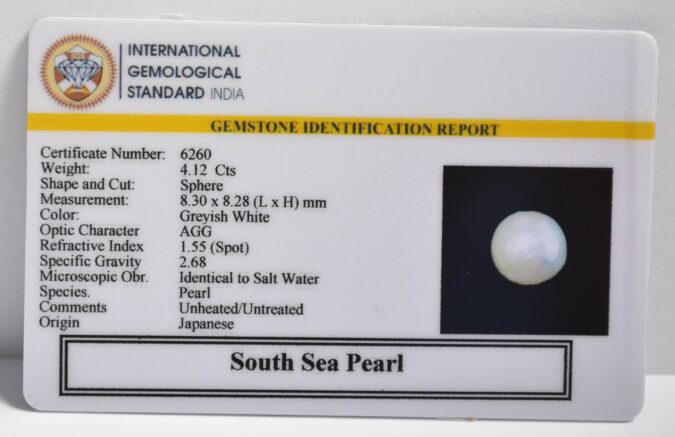 IGS
INTERNATIONAL
GEMOLOGICAL
STANDARD INDIA
GEMSTONE IDENTIFICATION REPORT
Certificate Number: 6260
Weight: 4.12 Cts
Shape and Cut: Sphere
Measurement: 8.30 x 8.28 (L x H) mm
Color: Greyish White
Optic Character AGG
Refractive Index 1.55 (Spot)
Specific Gravity 2.68
Microscopic Obr. Identical to Salt Water
Species. Pearl
Comments Unheated/Untreated
Origin Japanese
South Sea Pearl